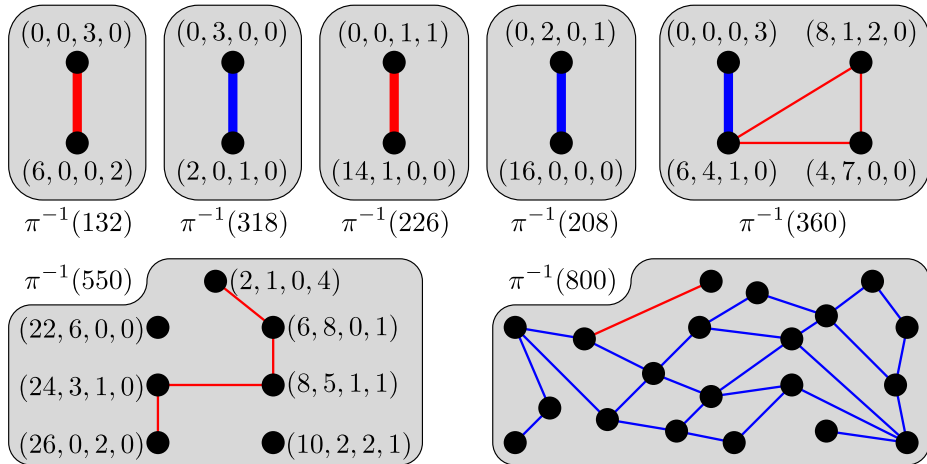 (0, 0, 3, 0) (0, 3, 0, 0) (0, 0, 1, 1) (0, 2, 0, 1) (0, 0, 0, 3) (8, 1, 2, 0)
(6, 0, 0, 2) (2, 0, 1, 0) (14, 1, 0, 0) (16, 0, 0, 0) (6, 4, 1, 0) (4, 7, 0, 0)
π⁻¹(132) π⁻¹(318) π⁻¹(226) π⁻¹(208) π⁻¹(360)
π⁻¹(550) (2, 1, 0, 4) π⁻¹(800)
(22, 6, 0, 0) (6, 8, 0, 1)
(24, 3, 1, 0) (8, 5, 1, 1)
(26, 0, 2, 0) (10, 2, 2, 1)